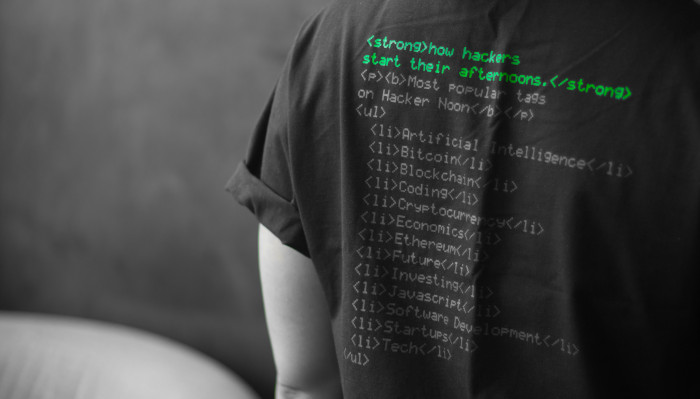 <strong>how hackers
start their afternoons.</strong>
<p><b>Most popular tags
on Hacker Noon</b></p>
<ul>
<li>Artificial Intelligence</li>
<li>Bitcoin</li>
<li>Blockchain</li>
<li>Coding</li>
<li>Cryptocurrency</li>
<li>Economics</li>
<li>Ethereum</li>
<li>Future</li>
<li>Investing</li>
<li>Javascript</li>
<li>Software Development</li>
<li>Startups</li>
<li>Tech</li>
/ul>